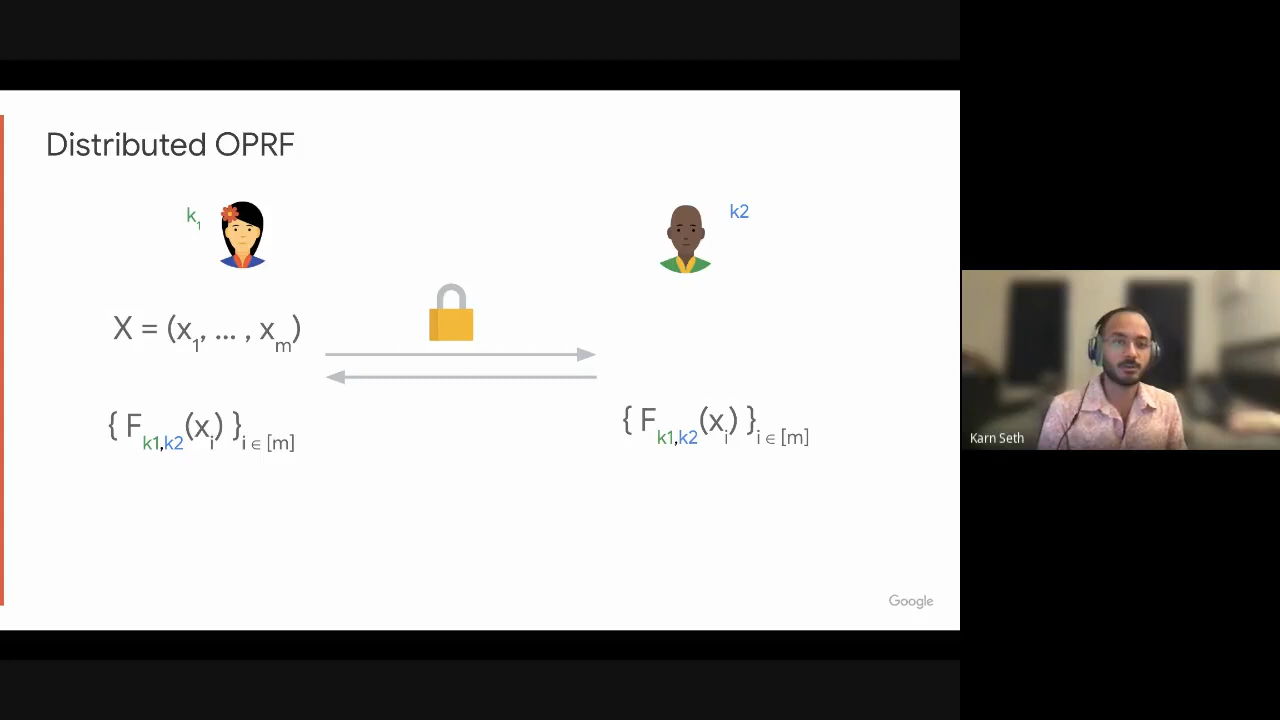 Distributed OPRF
k1
k2
X = (x1, ... , xm)
{ Fk1,k2(xi) }i ∈ [m]
{ Fk1,k2(xi) }i ∈ [m]
Google
Karn Seth